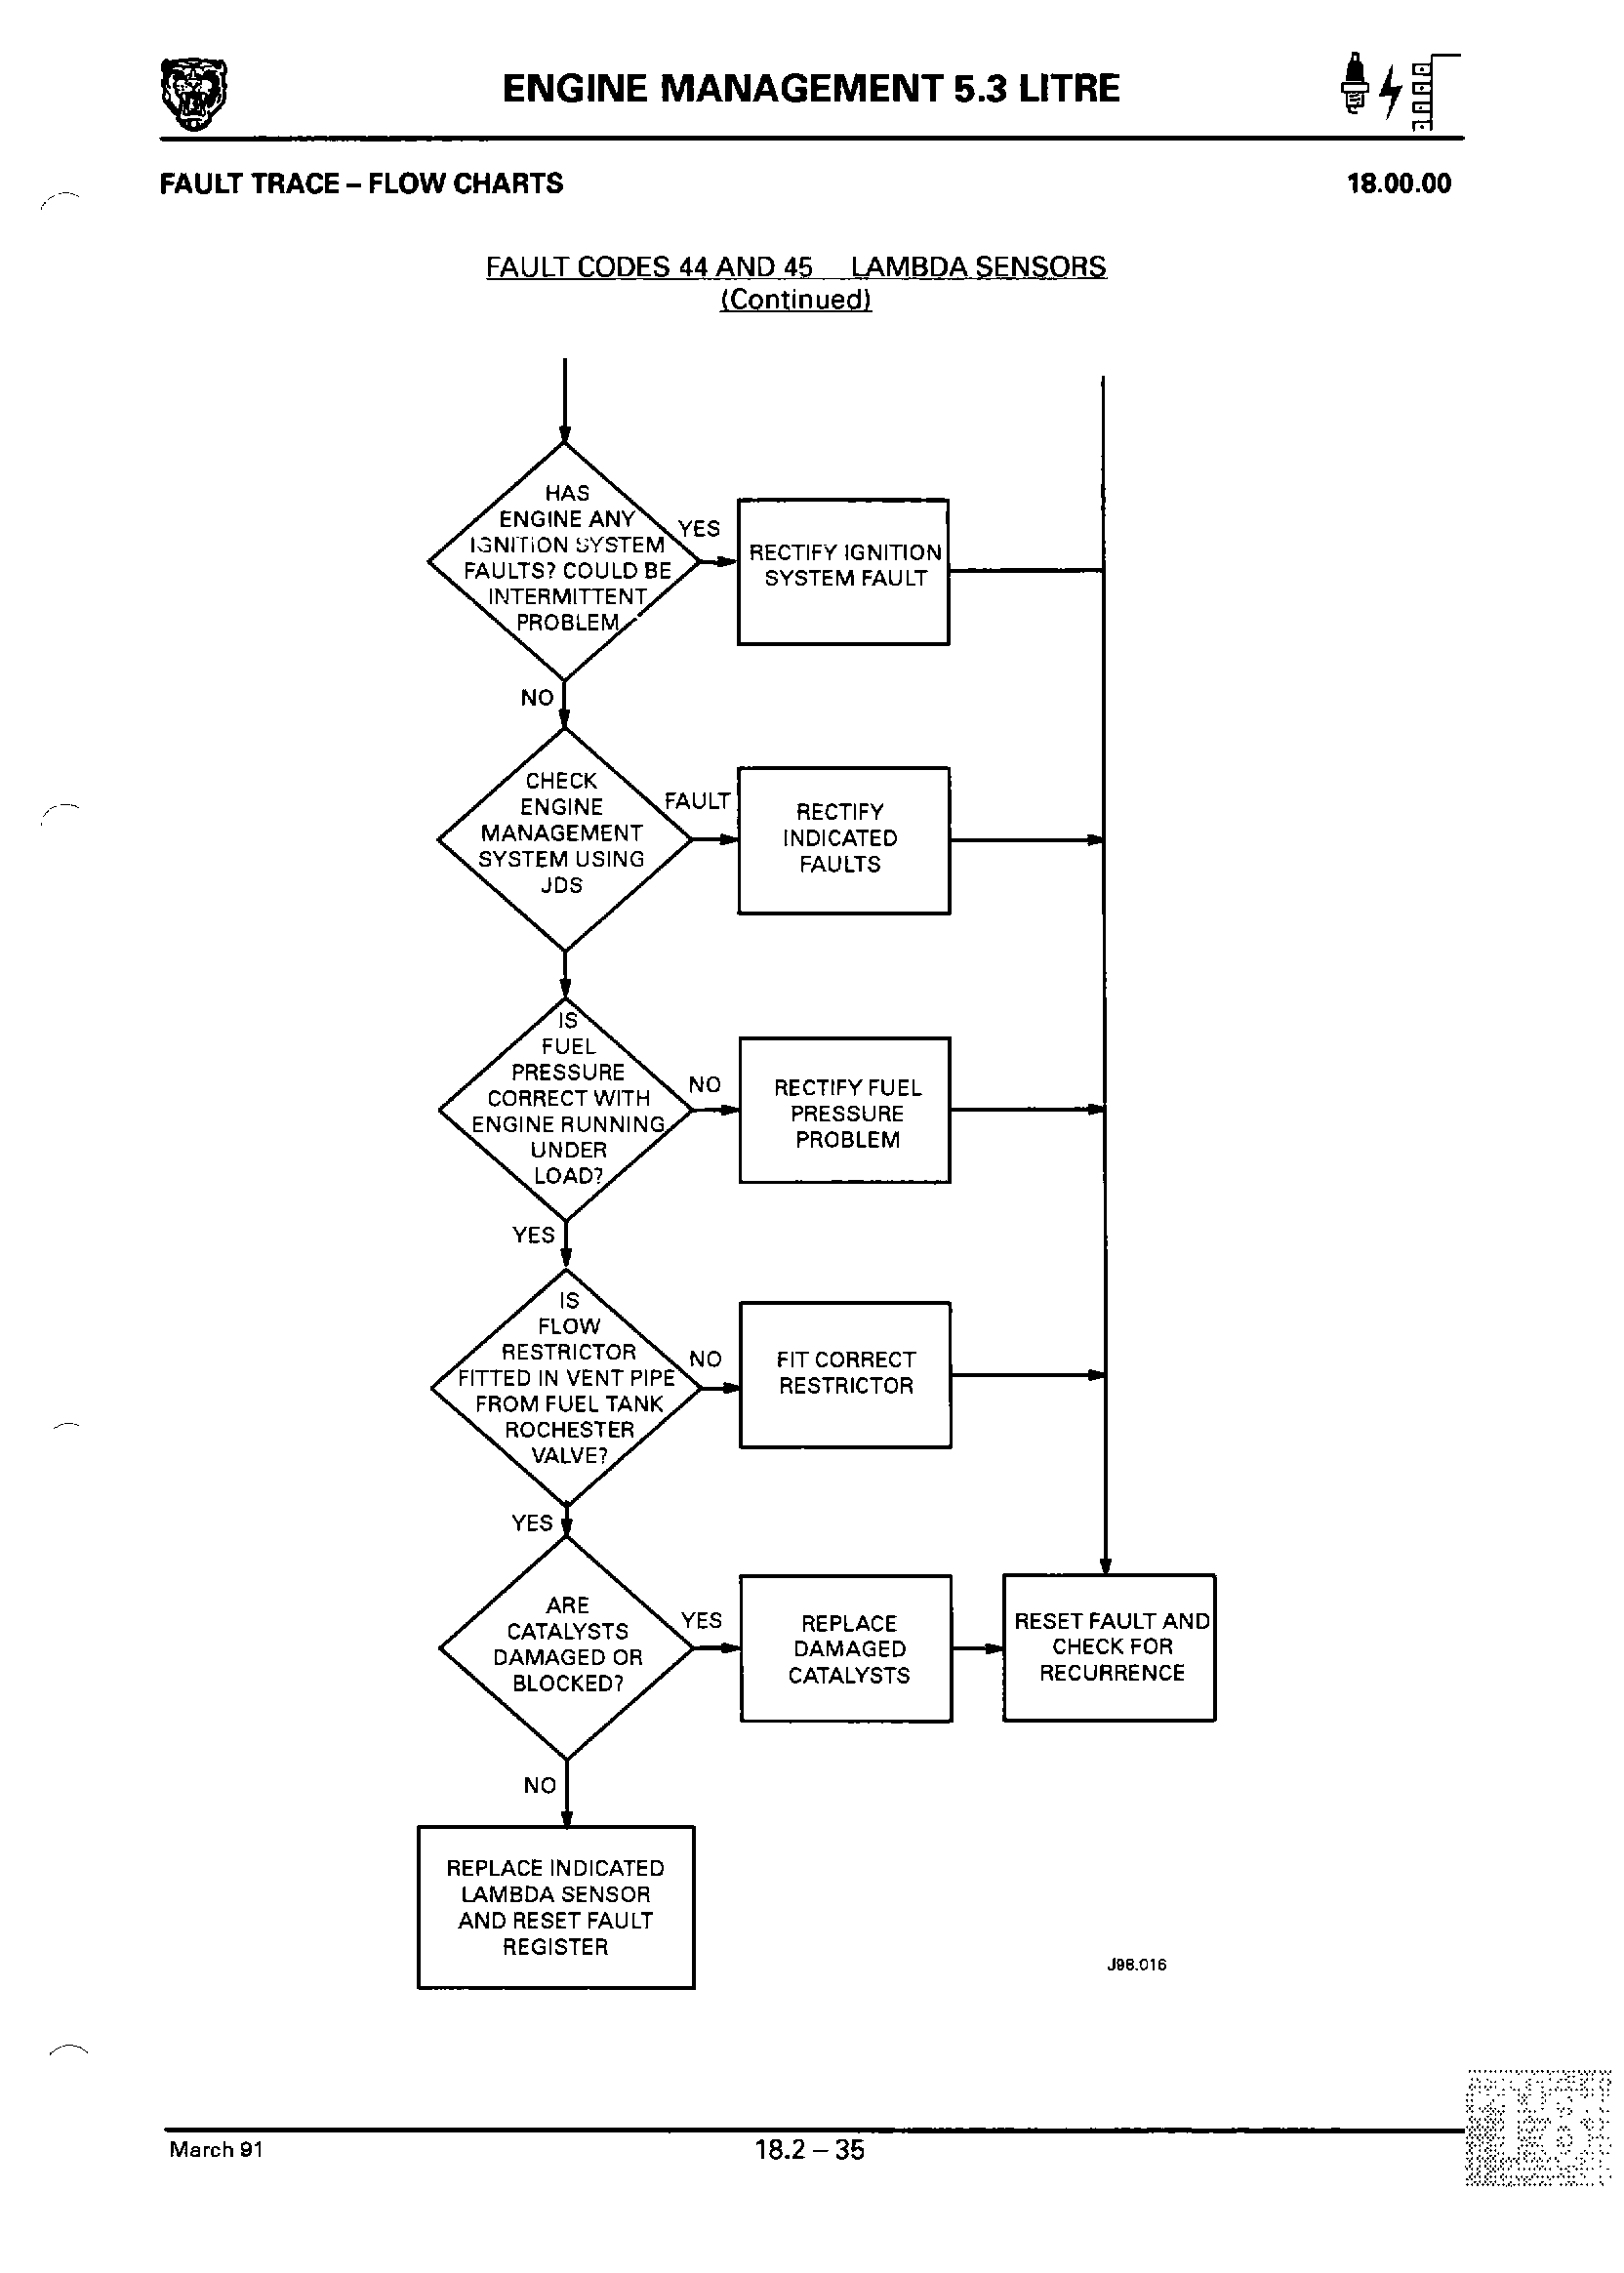 ENGINE MANAGEMENT 5.3 LITRE
FAULT TRACE – FLOW CHARTS
18.00.00
FAULT CODES 44 AND 45 LAMBDA SENSORS
(Continued)
HAS
ENGINE ANY
IGNITION SYSTEM
FAULTS? COULD BE
INTERMITTENT
PROBLEM
YES
RECTIFY IGNITION
SYSTEM FAULT
NO
CHECK
ENGINE
MANAGEMENT
SYSTEM USING
JDS
FAULT
RECTIFY
INDICATED
FAULTS
IS
FUEL
PRESSURE
CORRECT WITH
ENGINE RUNNING
UNDER
LOAD?
NO
RECTIFY FUEL
PRESSURE
PROBLEM
YES
IS
FLOW
RESTRICTOR
FITTED IN VENT PIPE
FROM FUEL TANK
ROCHESTER
VALVE?
NO
FIT CORRECT
RESTRICTOR
YES
ARE
CATALYSTS
DAMAGED OR
BLOCKED?
YES
REPLACE
DAMAGED
CATALYSTS
RESET FAULT AND
CHECK FOR
RECURRENCE
NO
REPLACE INDICATED
LAMBDA SENSOR
AND RESET FAULT
REGISTER
J98.016
March 91
18.2 – 35